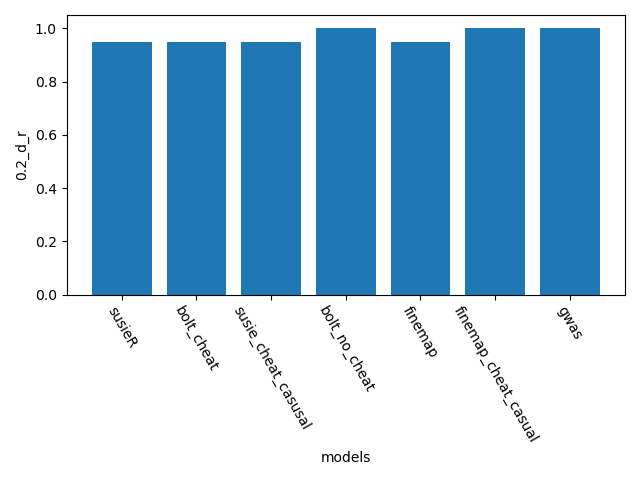 1.0
0.8
0.6
0.4
0.2
0.0
0.2_d_r
susieR
bolt_cheat
susie_cheat_casusal
bolt_no_cheat
finemap
finemap_cheat_casual
gwas
models